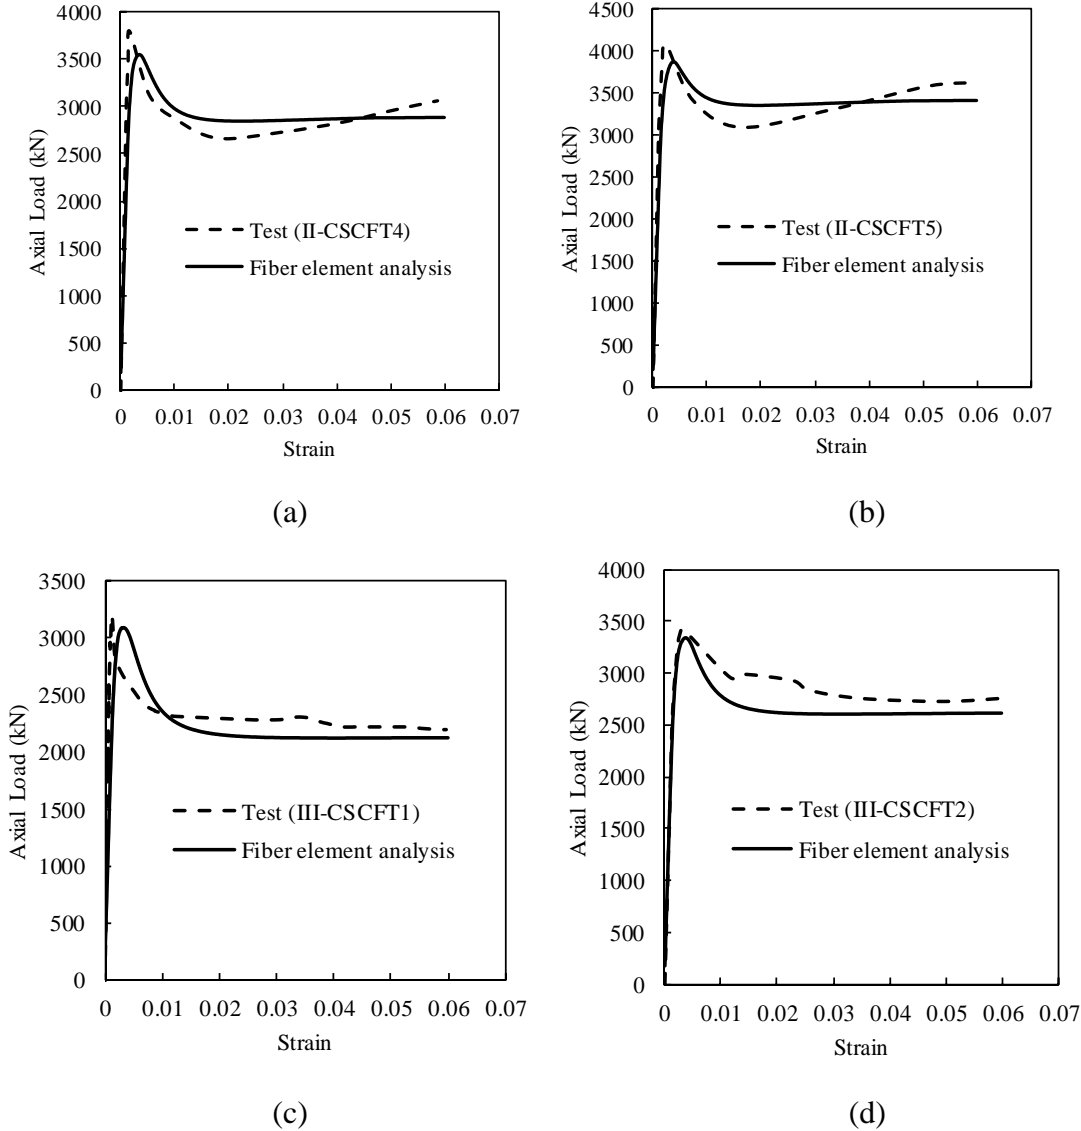 4000
3500
3000
2500
2000
1500
1000
500
0
Axial Load (kN)
Test (II-CSCFT4)
Fiber element analysis
0 0.01 0.02 0.03 0.04 0.05 0.06 0.07
Strain
(a)
4500
4000
3500
3000
2500
2000
1500
1000
500
0
Axial Load (kN)
Test (II-CSCFT5)
Fiber element analysis
0 0.01 0.02 0.03 0.04 0.05 0.06 0.07
Strain
(b)
3500
3000
2500
2000
1500
1000
500
0
Axial Load (kN)
Test (III-CSCFT1)
Fiber element analysis
0 0.01 0.02 0.03 0.04 0.05 0.06 0.07
Strain
(c)
4000
3500
3000
2500
2000
1500
1000
500
0
Axial Load (kN)
Test (III-CSCFT2)
Fiber element analysis
0 0.01 0.02 0.03 0.04 0.05 0.06 0.07
Strain
(d)